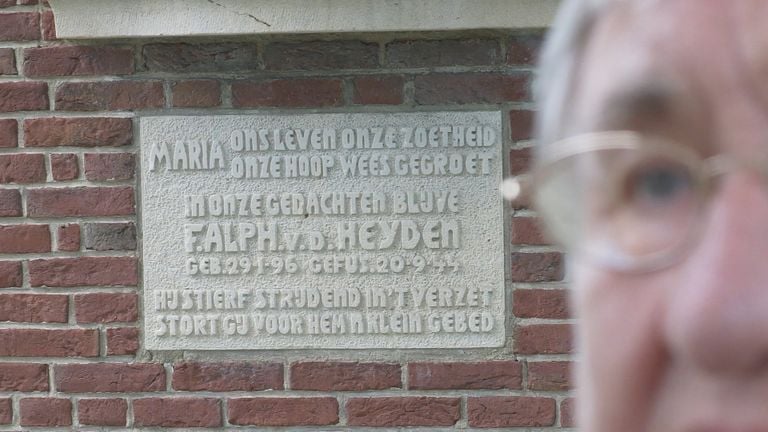 MARIA ONS LEVEN ONZE ZOETHEID
ONZE HOOP WEES GEGROET
IN ONZE GEDACHTEN BLIJVE
F. ALPH. V. D. HEYDEN
GEB. 29-1-96 GEFUS. 20-9-44
HIJ STIERF STRIJDEND IN'T VERZET
STORT GIJ VOOR HEM N KLEIN GEBED